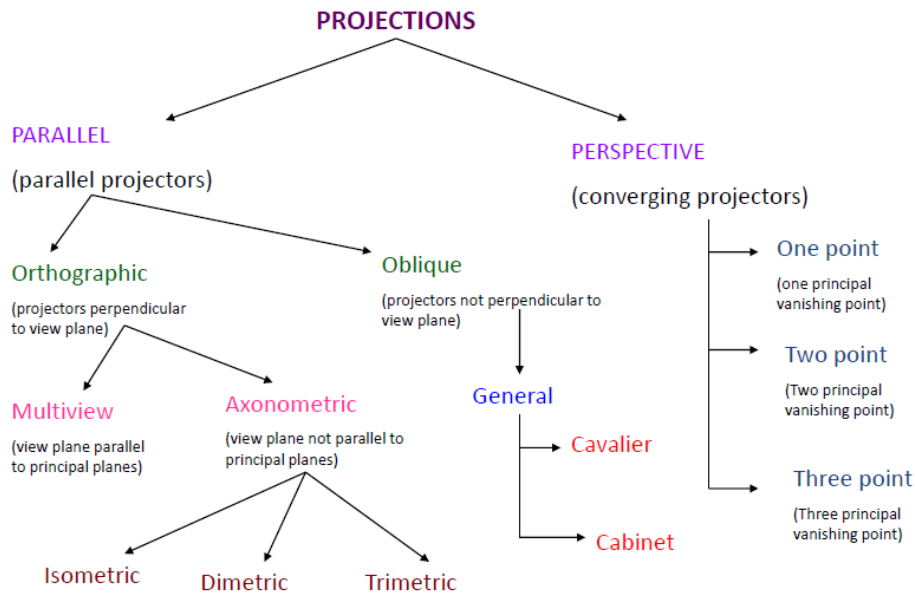 PROJECTIONS
PARALLEL
(parallel projectors)
PERSPECTIVE
(converging projectors)
Orthographic
(projectors perpendicular
to view plane)
Oblique
(projectors not perpendicular to
view plane)
One point
(one principal
vanishing point)
Two point
(Two principal
vanishing point)
Three point
(Three principal
vanishing point)
Multiview
(view plane parallel
to principal planes)
Axonometric
(view plane not parallel to
principal planes)
General
Cavalier
Cabinet
Isometric
Dimetric
Trimetric